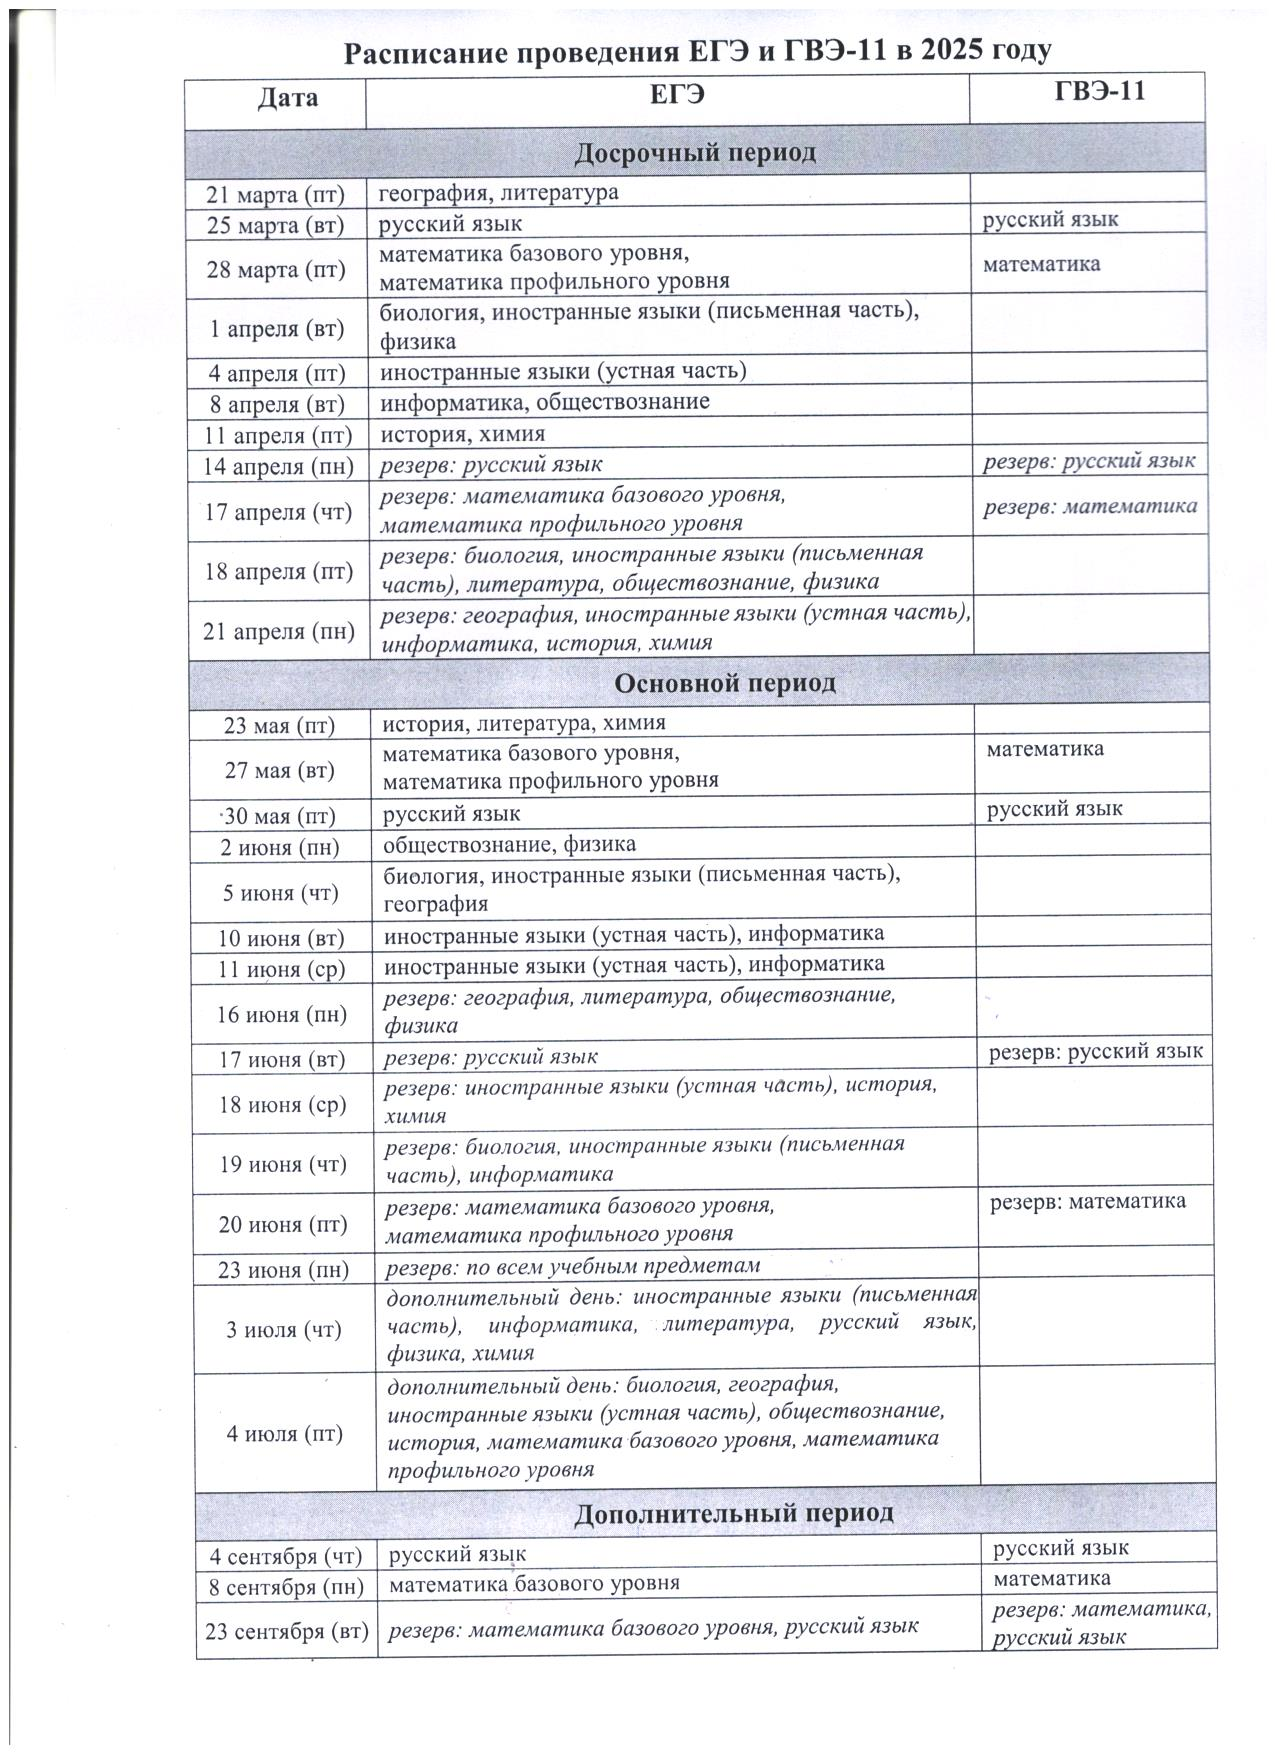 Расписание проведения ЕГЭ и ГВЭ-11 в 2025 году
Дата ЕГЭ ГВЭ-11
Досрочный период
21 марта (пт) география, литература
25 марта (вт) русский язык русский язык
28 марта (пт) математика базового уровня,
математика профильного уровня математика
1 апреля (вт) биология, иностранные языки (письменная часть),
физика
4 апреля (пт) иностранные языки (устная часть)
8 апреля (вт) информатика, обществознание
11 апреля (пт) история, химия
14 апреля (пн) резерв: русский язык резерв: русский язык
17 апреля (чт) резерв: математика базового уровня,
математика профильного уровня резерв: математика
18 апреля (пт) резерв: биология, иностранные языки (письменная
часть), литература, обществознание, физика
21 апреля (пн) резерв: география, иностранные языки (устная часть),
информатика, история, химия
Основной период
23 мая (пт) история, литература, химия
27 мая (вт) математика базового уровня, математика
математика профильного уровня
30 мая (пт) русский язык русский язык
2 июня (пн) обществознание, физика
5 июня (чт) биология, иностранные языки (письменная часть),
география
10 июня (вт) иностранные языки (устная часть), информатика
11 июня (ср) иностранные языки (устная часть), информатика
16 июня (пн) резерв: география, литература, обществознание,
физика
17 июня (вт) резерв: русский язык резерв: русский язык
18 июня (ср) резерв: иностранные языки (устная часть), история,
химия
19 июня (чт) резерв: биология, иностранные языки (письменная
часть), информатика
20 июня (пт) резерв: математика базового уровня, резерв: математика
математика профильного уровня
23 июня (пн) резерв: по всем учебным предметам
3 июля (чт) дополнительный день: иностранные языки (письменная
часть), информатика, литература, русский язык,
физика, химия
4 июля (пт) дополнительный день: биология, география,
иностранные языки (устная часть), обществознание,
история, математика базового уровня, математика
профильного уровня
Дополнительный период
4 сентября (чт) русский язык русский язык
8 сентября (пн) математика базового уровня математика
23 сентября (вт) резерв: математика базового уровня, русский язык резерв: математика,
русский язык